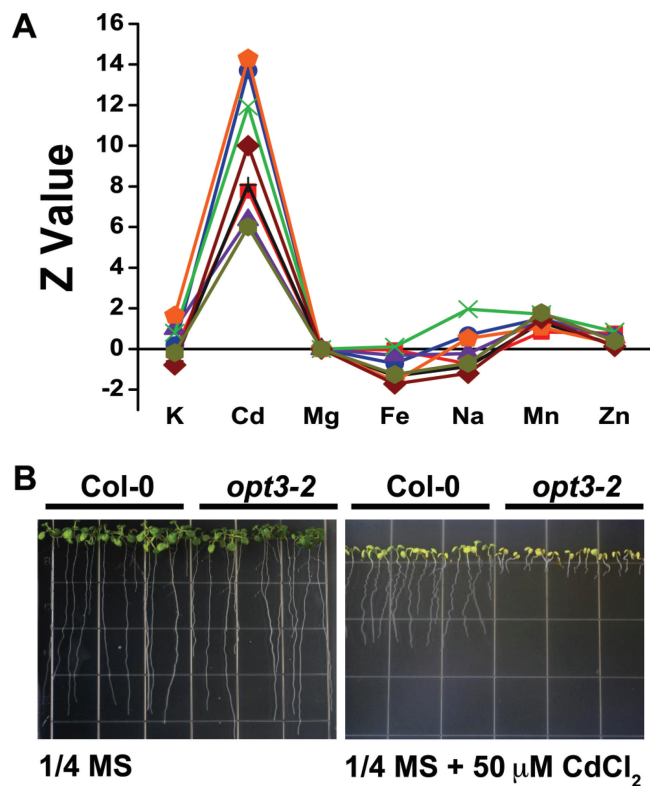 A
Z Value
16
14
12
10
8
6
4
2
0
-2
K Cd Mg Fe Na Mn Zn
B
Col-0 opt3-2 Col-0 opt3-2
1/4 MS 1/4 MS + 50 μM CdCl₂